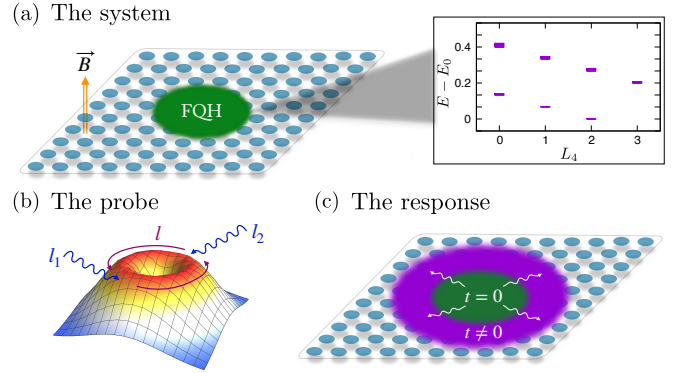 (a) The system
B
FQH
E − E₀
0.4
0.2
0
0 1 2 3
L₄
(b) The probe
l
l₁
l₂
(c) The response
t = 0
t ≠ 0